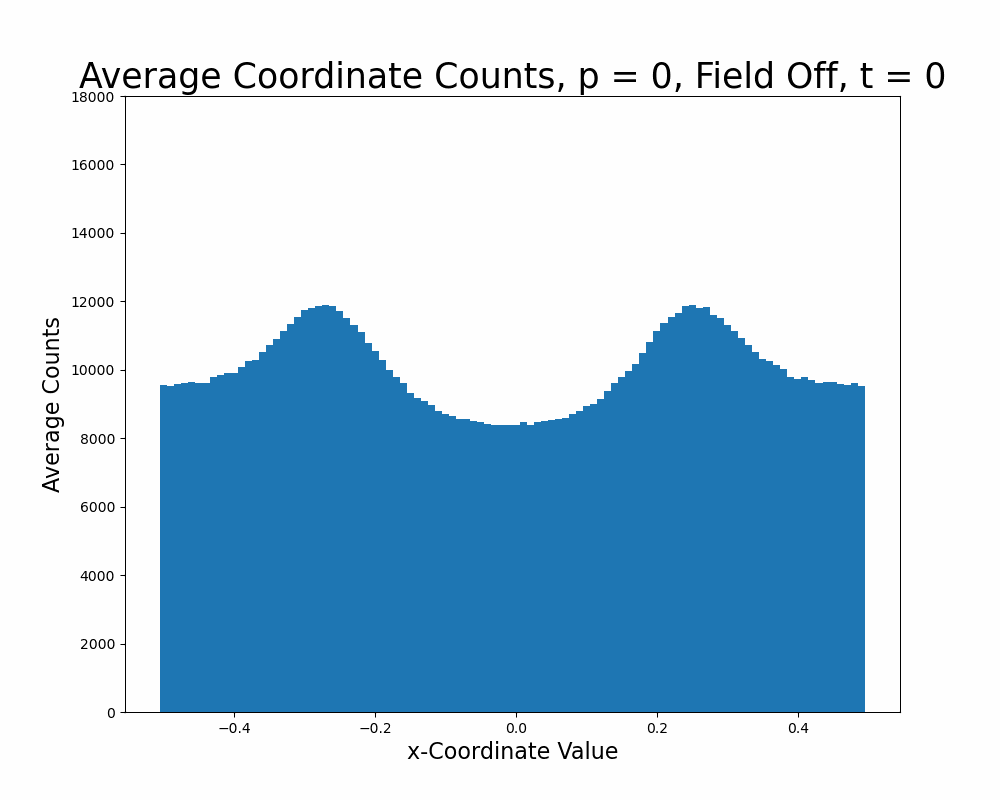 Average Coordinate Counts, p = 0, Field Off, t = 0
18000
16000
14000
12000
10000
8000
6000
4000
2000
0
Average Counts
−0.4 −0.2 0.0 0.2 0.4
x-Coordinate Value